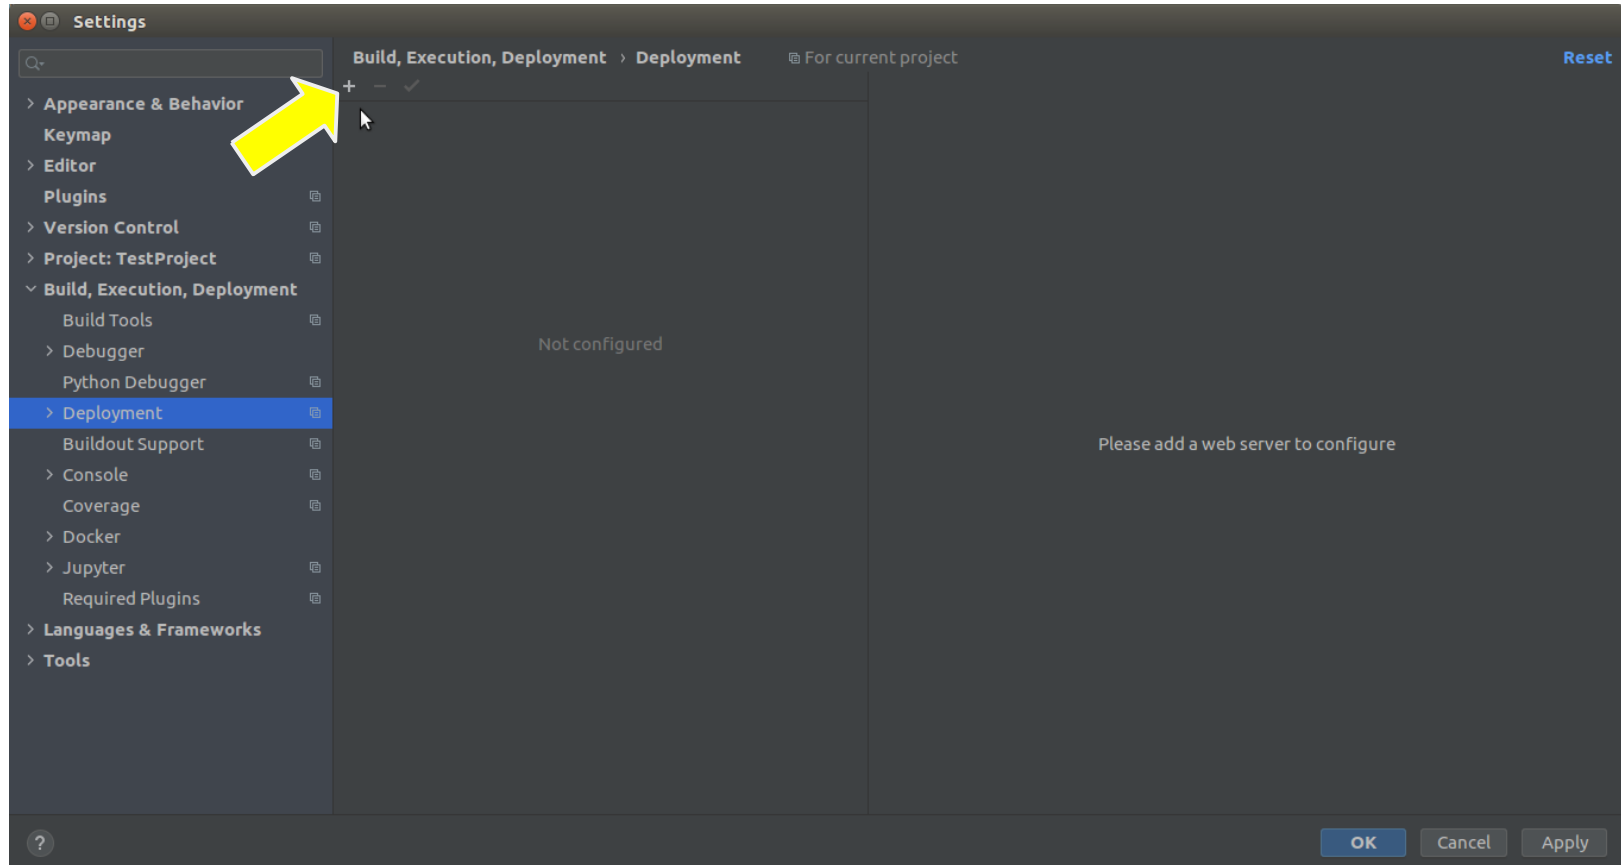 Settings
Build, Execution, Deployment › Deployment
For current project
Reset
Appearance & Behavior
Keymap
Editor
Plugins
Version Control
Project: TestProject
Build, Execution, Deployment
Build Tools
Debugger
Python Debugger
Deployment
Buildout Support
Console
Coverage
Docker
Jupyter
Required Plugins
Languages & Frameworks
Tools
Not configured
Please add a web server to configure
?
OK
Cancel
Apply